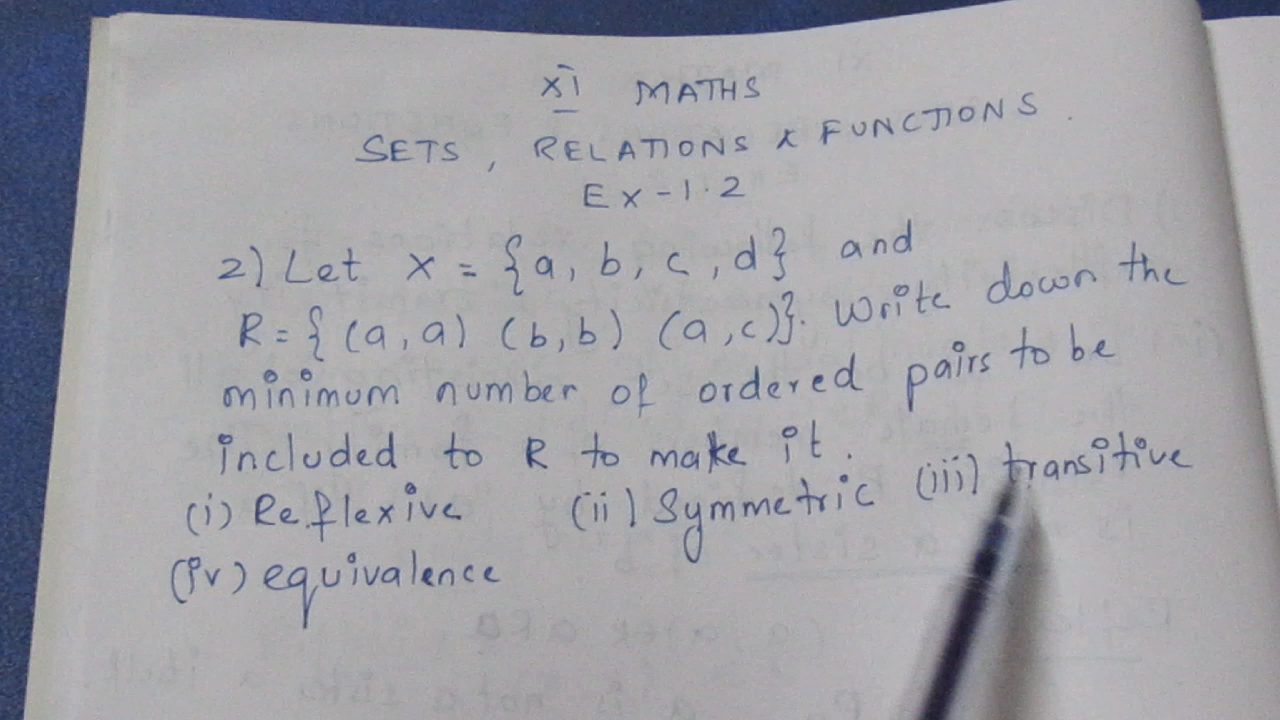 XI MATHS
SETS, RELATIONS & FUNCTIONS.
Ex-1.2
2) Let X = {a, b, c, d} and
R = { (a, a) (b, b) (a, c)}. Write down the
minimum number of ordered pairs to be
included to R to make it.
(i) Reflexive (ii) Symmetric (iii) transitive
(iv) equivalence